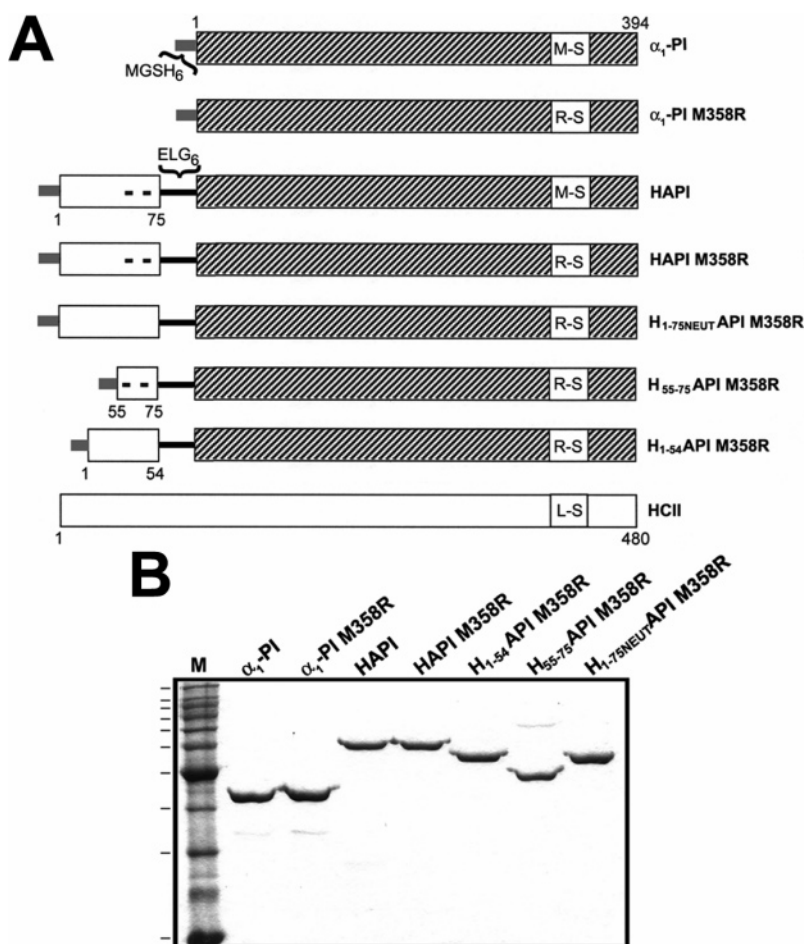 A
1 394
M-S
α₁-PI
MGSH₆
R-S
α₁-PI M358R
ELG₆
M-S
HAPI
1 75
R-S
HAPI M358R
R-S
H₁₋₇₅NEUTAPI M358R
R-S
H₅₅₋₇₅API M358R
55 75
R-S
H₁₋₅₄API M358R
1 54
L-S
HCII
1 480
B
M
α₁-PI
α₁-PI M358R
HAPI
HAPI M358R
H₁₋₅₄API M358R
H₅₅₋₇₅API M358R
H₁₋₇₅NEUTAPI M358R